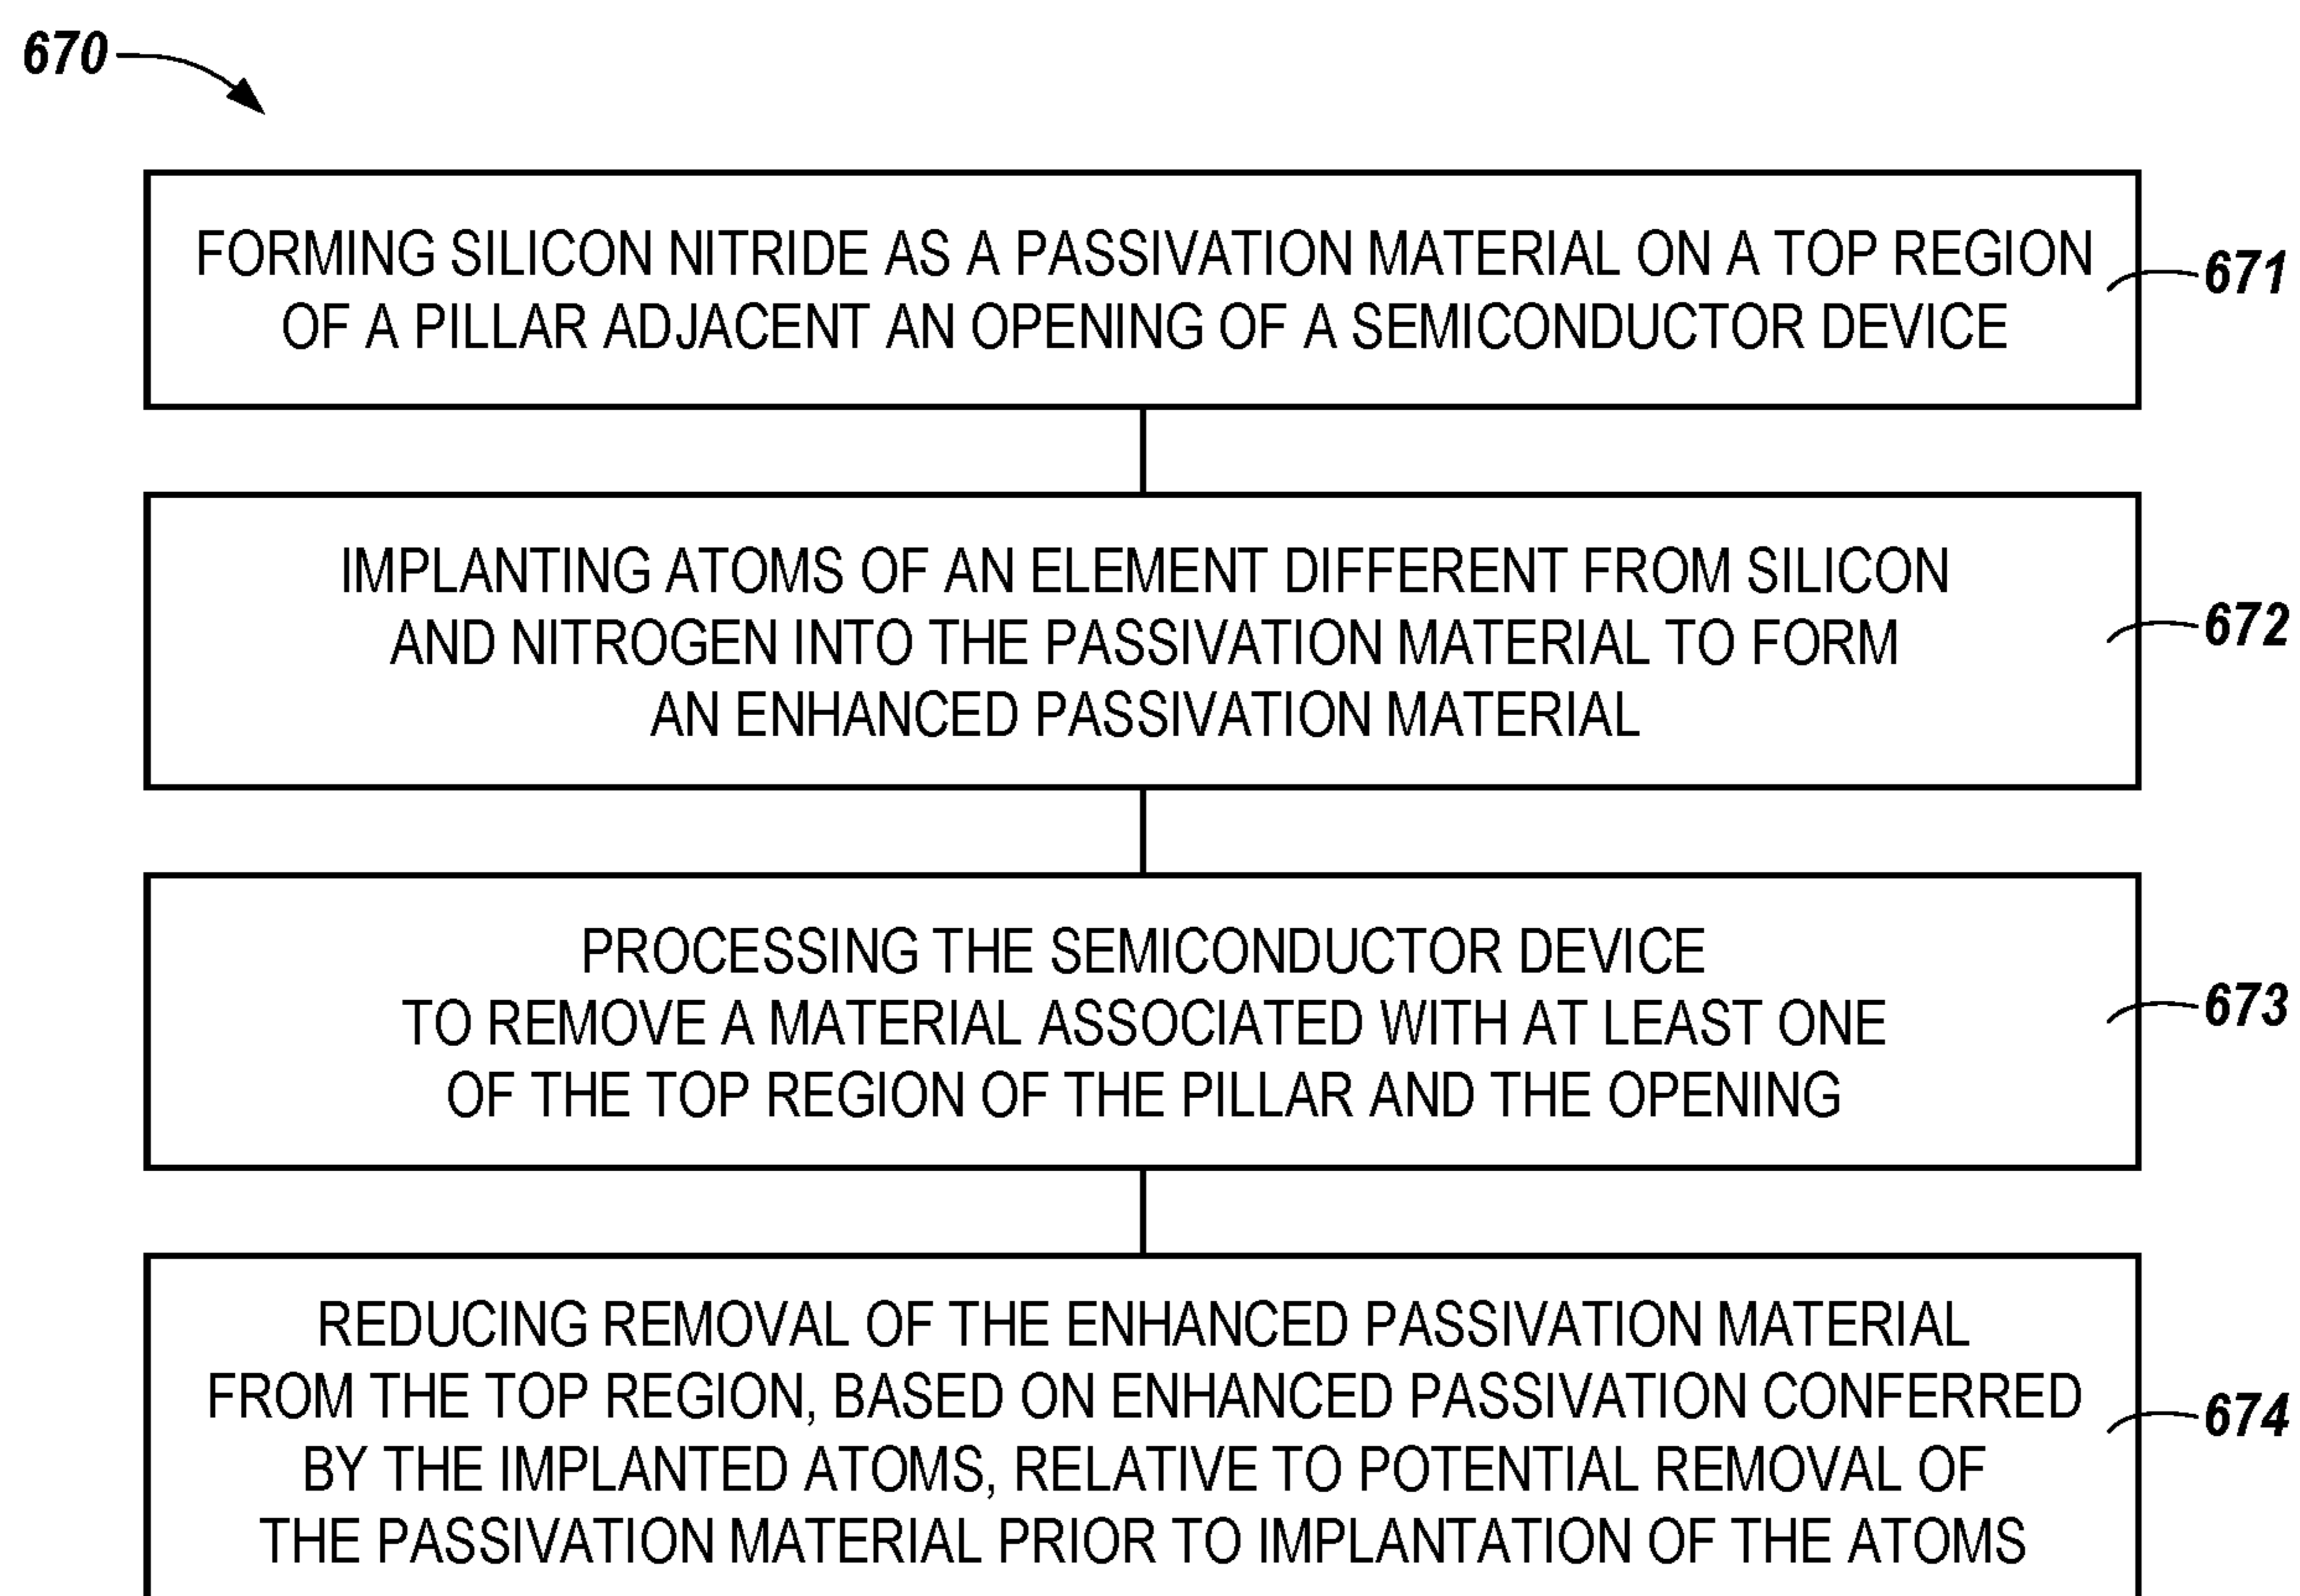 670
FORMING SILICON NITRIDE AS A PASSIVATION MATERIAL ON A TOP REGION
OF A PILLAR ADJACENT AN OPENING OF A SEMICONDUCTOR DEVICE
671
IMPLANTING ATOMS OF AN ELEMENT DIFFERENT FROM SILICON
AND NITROGEN INTO THE PASSIVATION MATERIAL TO FORM
AN ENHANCED PASSIVATION MATERIAL
672
PROCESSING THE SEMICONDUCTOR DEVICE
TO REMOVE A MATERIAL ASSOCIATED WITH AT LEAST ONE
OF THE TOP REGION OF THE PILLAR AND THE OPENING
673
REDUCING REMOVAL OF THE ENHANCED PASSIVATION MATERIAL
FROM THE TOP REGION, BASED ON ENHANCED PASSIVATION CONFERRED
BY THE IMPLANTED ATOMS, RELATIVE TO POTENTIAL REMOVAL OF
THE PASSIVATION MATERIAL PRIOR TO IMPLANTATION OF THE ATOMS
674